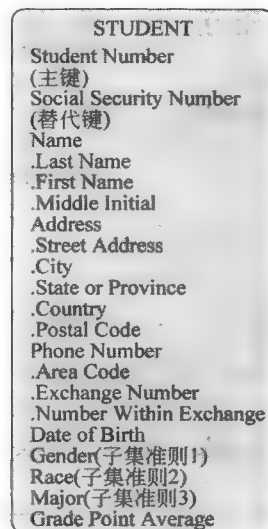 STUDENT
Student Number
(主键)
Social Security Number
(替代键)
Name
.Last Name
.First Name
.Middle Initial
Address
.Street Address
.City
.State or Province
.Country
.Postal Code
Phone Number
.Area Code
.Exchange Number
.Number Within Exchange
Date of Birth
Gender(子集准则1)
Race(子集准则2)
Major(子集准则3)
Grade Point Average